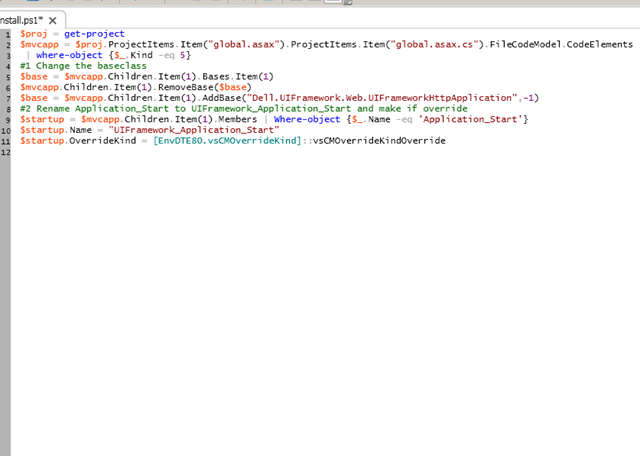 nstall.ps1*
1 $proj = get-project
2 $mvcapp = $proj.ProjectItems.Item("global.asax").ProjectItems.Item("global.asax.cs").FileCodeModel.CodeElements
3 | where-object {$_.Kind -eq 5}
4 #1 Change the baseclass
5 $base = $mvcapp.Children.Item(1).Bases.Item(1)
6 $mvcapp.Children.Item(1).RemoveBase($base)
7 $base = $mvcapp.Children.Item(1).AddBase("Dell.UIFramework.Web.UIFrameworkHttpApplication",-1)
8 #2 Rename Application_Start to UIFramework_Application_Start and make if override
9 $startup = $mvcapp.Children.Item(1).Members | Where-object {$_.Name -eq 'Application_Start'}
10 $startup.Name = "UIFramework_Application_Start"
11 $startup.OverrideKind = [EnvDTE80.vsCMOverrideKind]::vsCMOverrideKindOverride
12